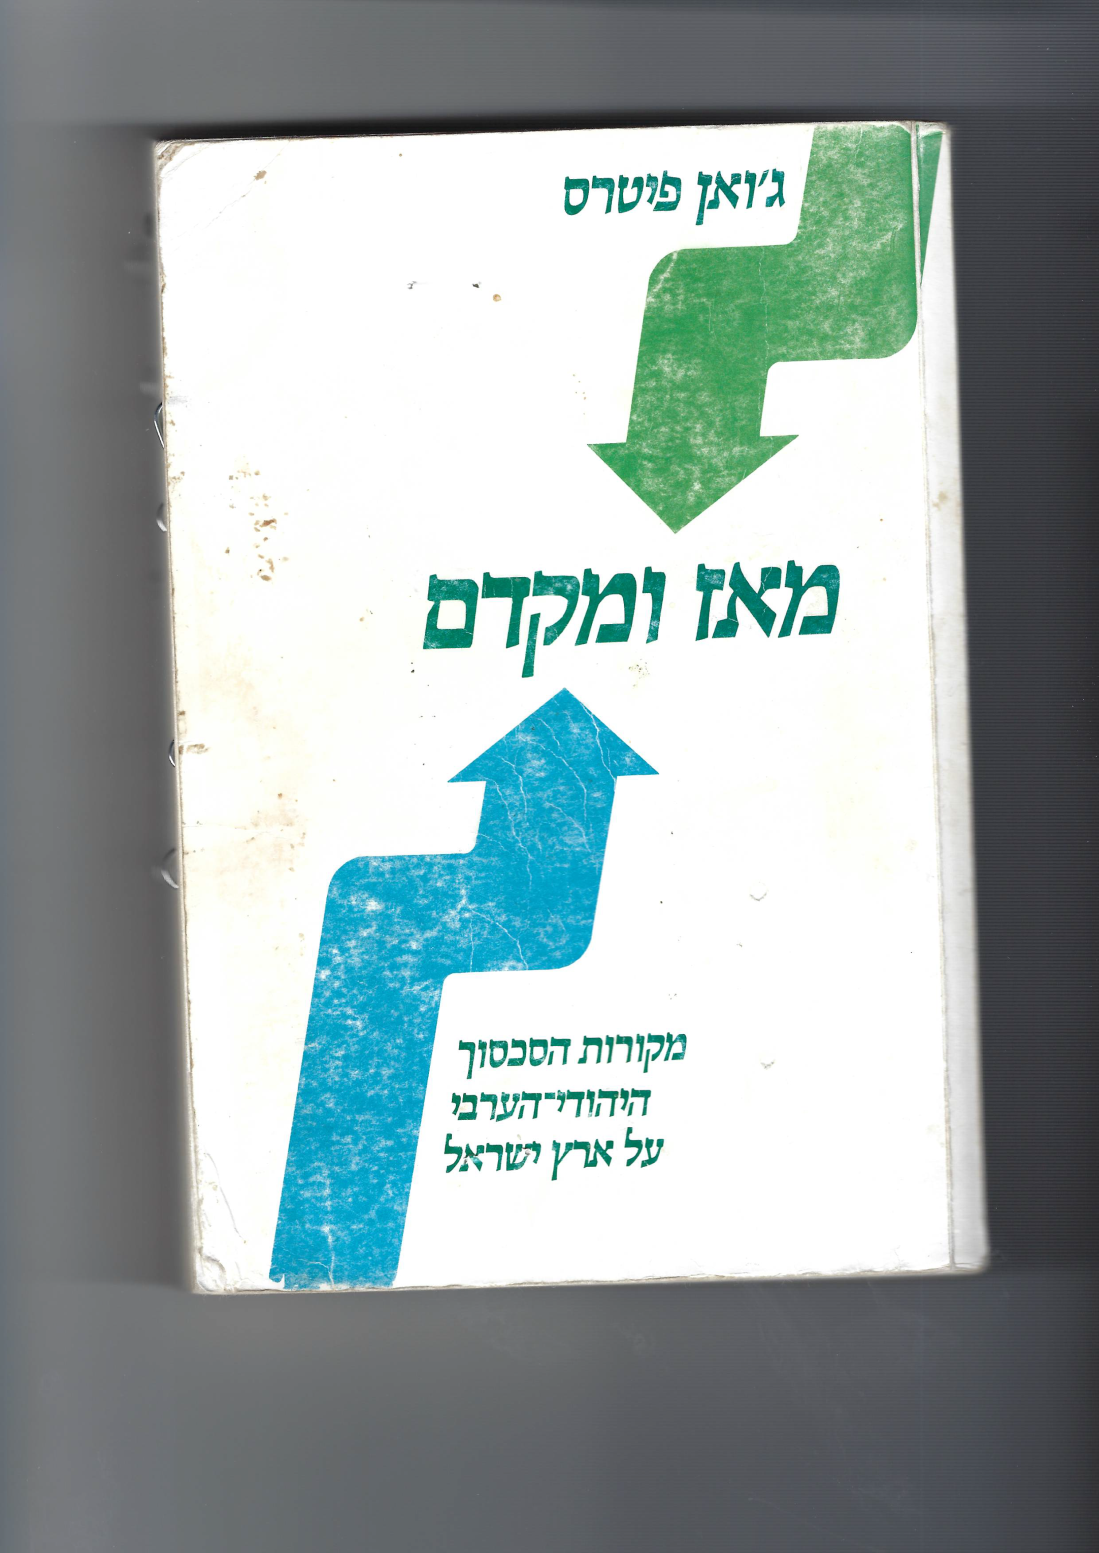 ג'ואן פיטרס
מאז ומקדם
מקורות הסכסוך
היהודי־הערבי
על ארץ ישראל